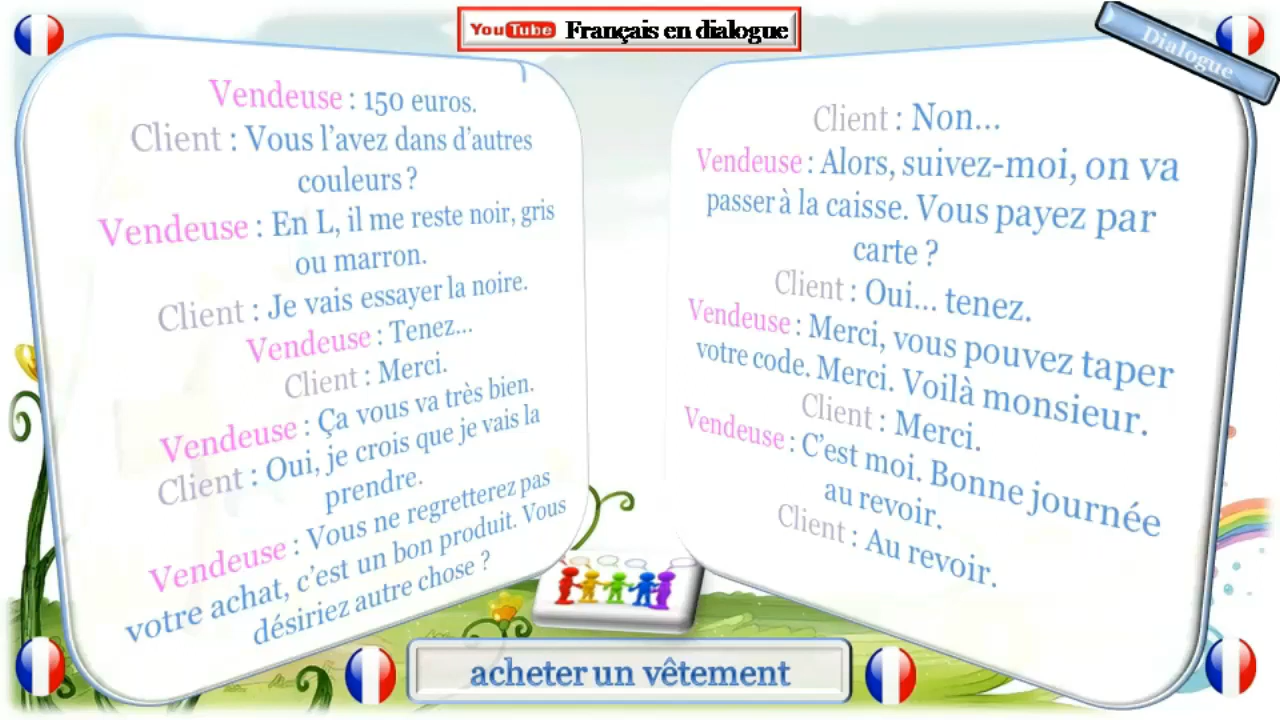 YouTube Français en dialogue
Dialogue
Vendeuse : 150 euros.
Client : Vous l'avez dans d'autres
couleurs ?
Vendeuse : En L, il me reste noir, gris
ou marron.
Client : Je vais essayer la noire.
Vendeuse : Tenez...
Client : Merci.
Vendeuse : Ça vous va très bien.
Client : Oui, je crois que je vais la
prendre.
Vendeuse : Vous ne regretterez pas
votre achat, c'est un bon produit. Vous
désiriez autre chose ?
Client : Non...
Vendeuse : Alors, suivez-moi, on va
passer à la caisse. Vous payez par
carte ?
Client : Oui... tenez.
Vendeuse : Merci, vous pouvez taper
votre code. Merci. Voilà monsieur.
Client : Merci.
Vendeuse : C'est moi. Bonne journée
au revoir.
Client : Au revoir.
acheter un vêtement